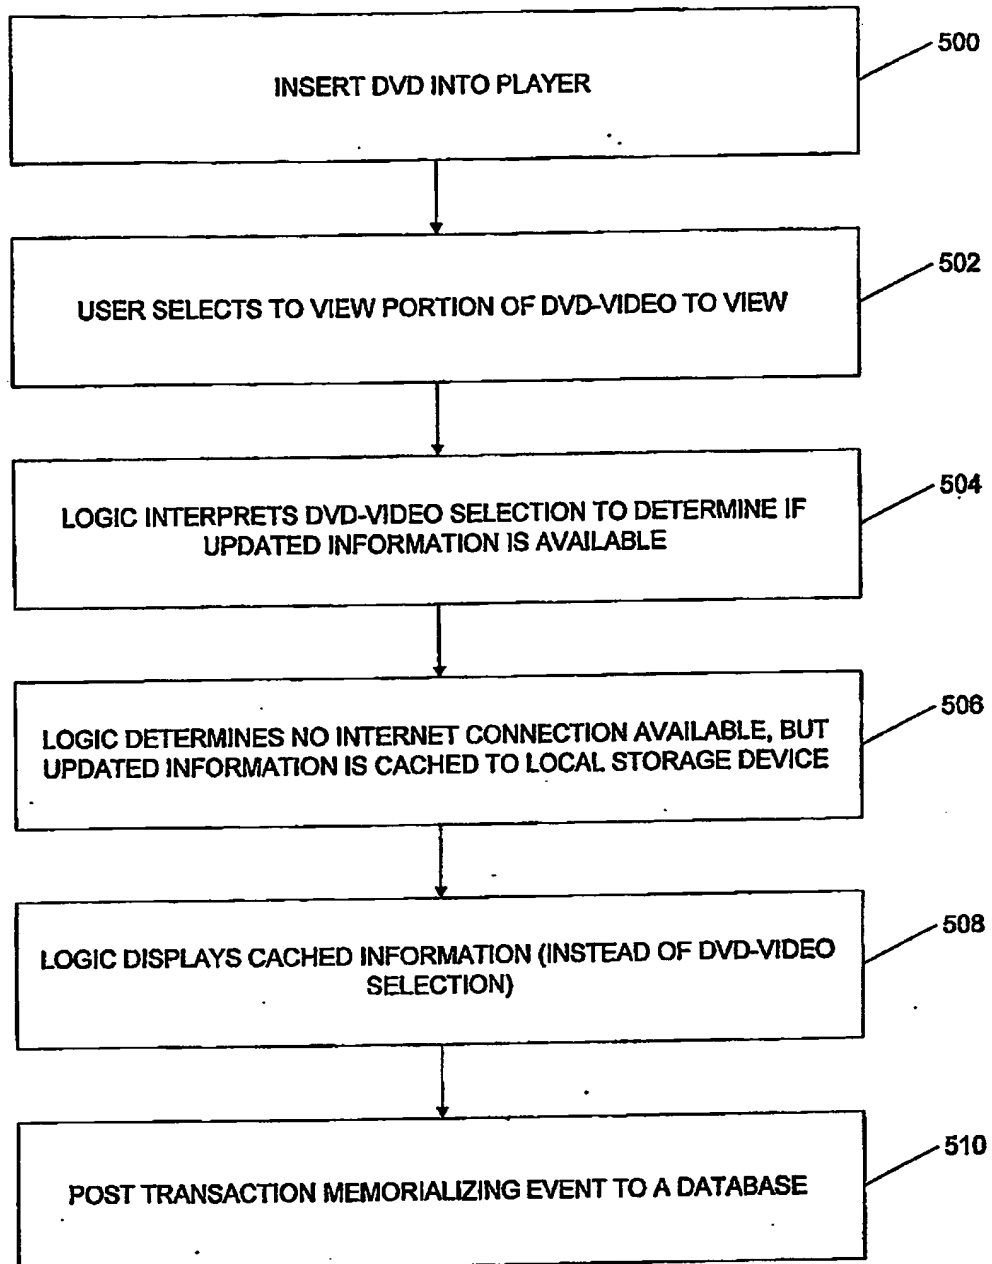 INSERT DVD INTO PLAYER
500
USER SELECTS TO VIEW PORTION OF DVD-VIDEO TO VIEW
502
LOGIC INTERPRETS DVD-VIDEO SELECTION TO DETERMINE IF
UPDATED INFORMATION IS AVAILABLE
504
LOGIC DETERMINES NO INTERNET CONNECTION AVAILABLE, BUT
UPDATED INFORMATION IS CACHED TO LOCAL STORAGE DEVICE
506
LOGIC DISPLAYS CACHED INFORMATION (INSTEAD OF DVD-VIDEO
SELECTION)
508
POST TRANSACTION MEMORIALIZING EVENT TO A DATABASE
510